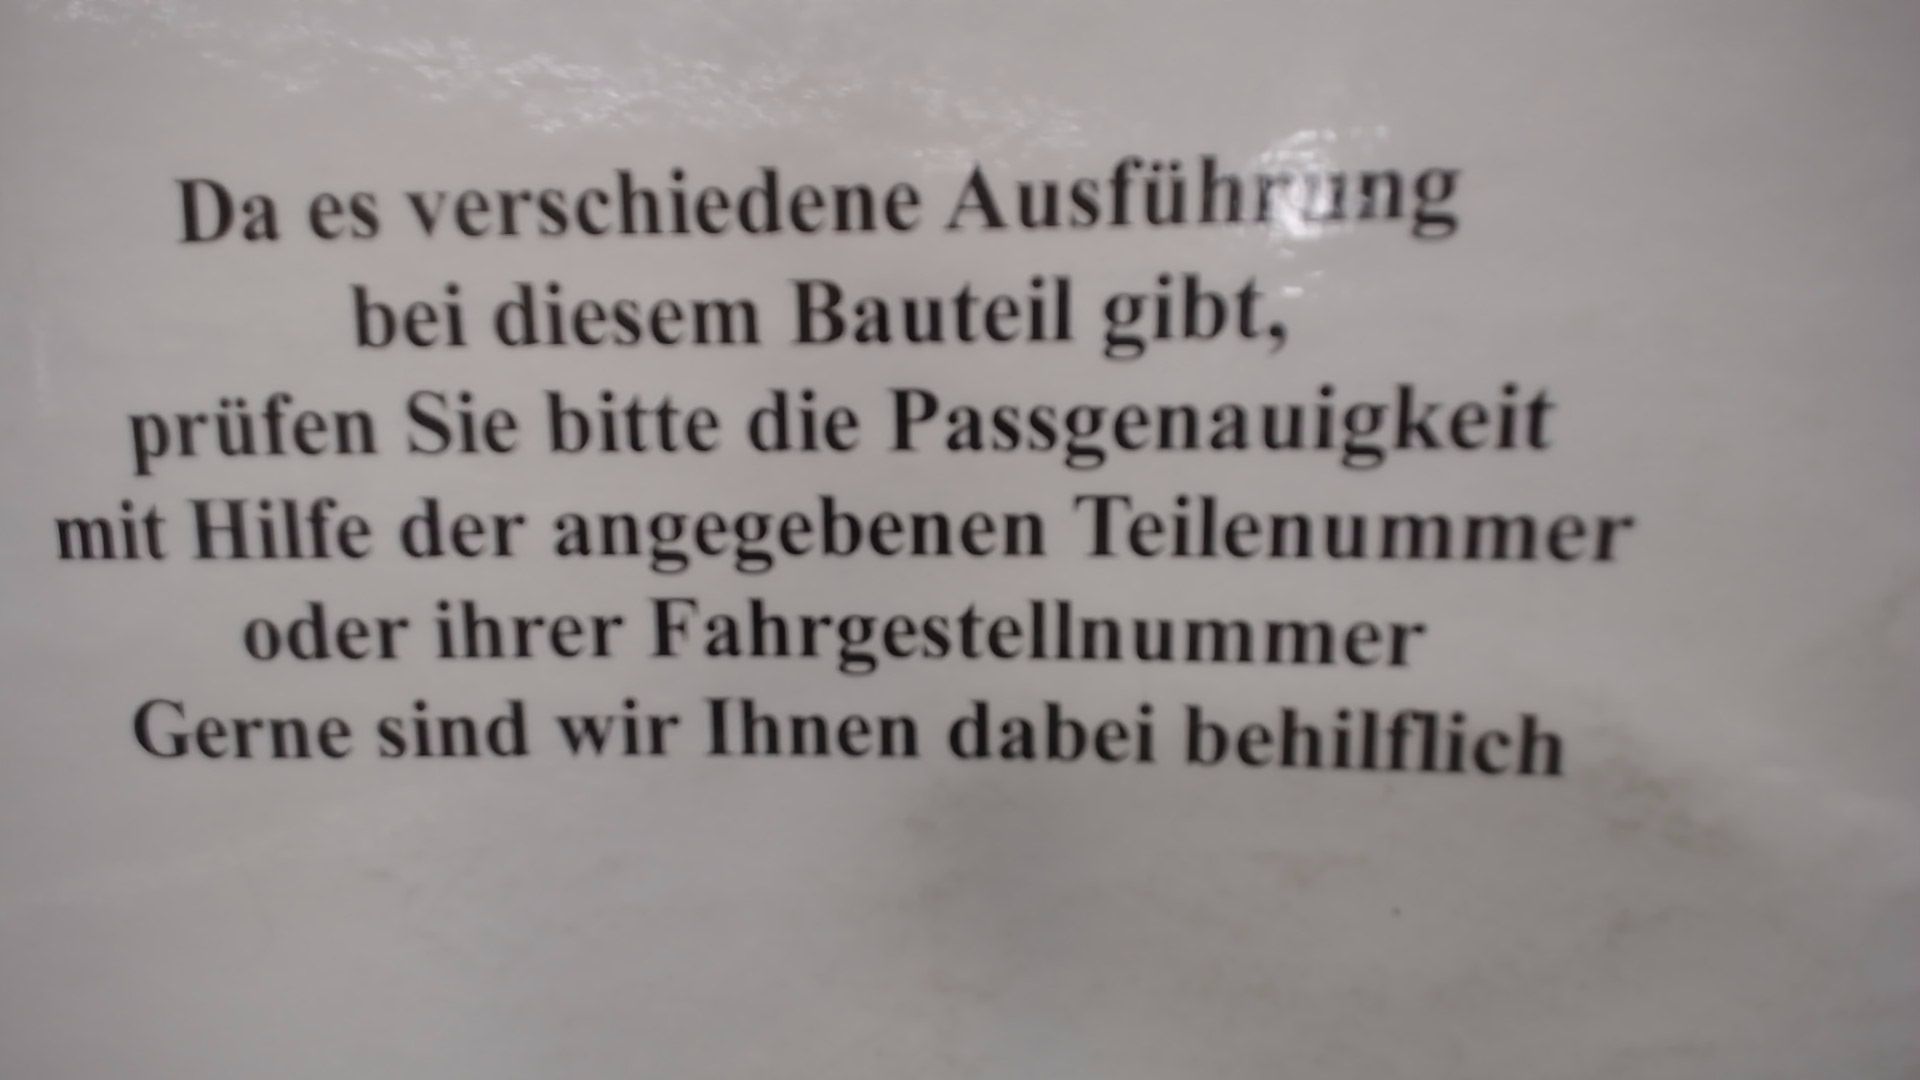 Da es verschiedene Ausführung
bei diesem Bauteil gibt,
prüfen Sie bitte die Passgenauigkeit
mit Hilfe der angegebenen Teilenummer
oder ihrer Fahrgestellnummer
Gerne sind wir Ihnen dabei behilflich